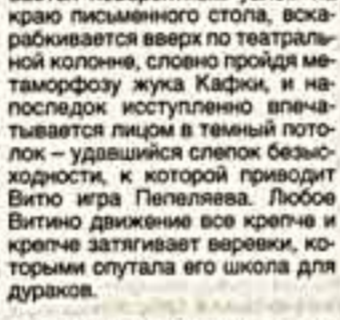 краю письменного стола, вска-
рабкивается вверх по театраль-
ной колонне, словно пройдя ме-
таморфозу жука Кафки, и на-
последок исступленно впеча-
тывается лицом в темный пото-
лок – удавшийся слепок безыс-
ходности, к которой приводит
Витю игра Пепеляева. Любое
Витино движение все крепче и
крепче затягивает веревки, ко-
торыми опутала его школа для
дураков.